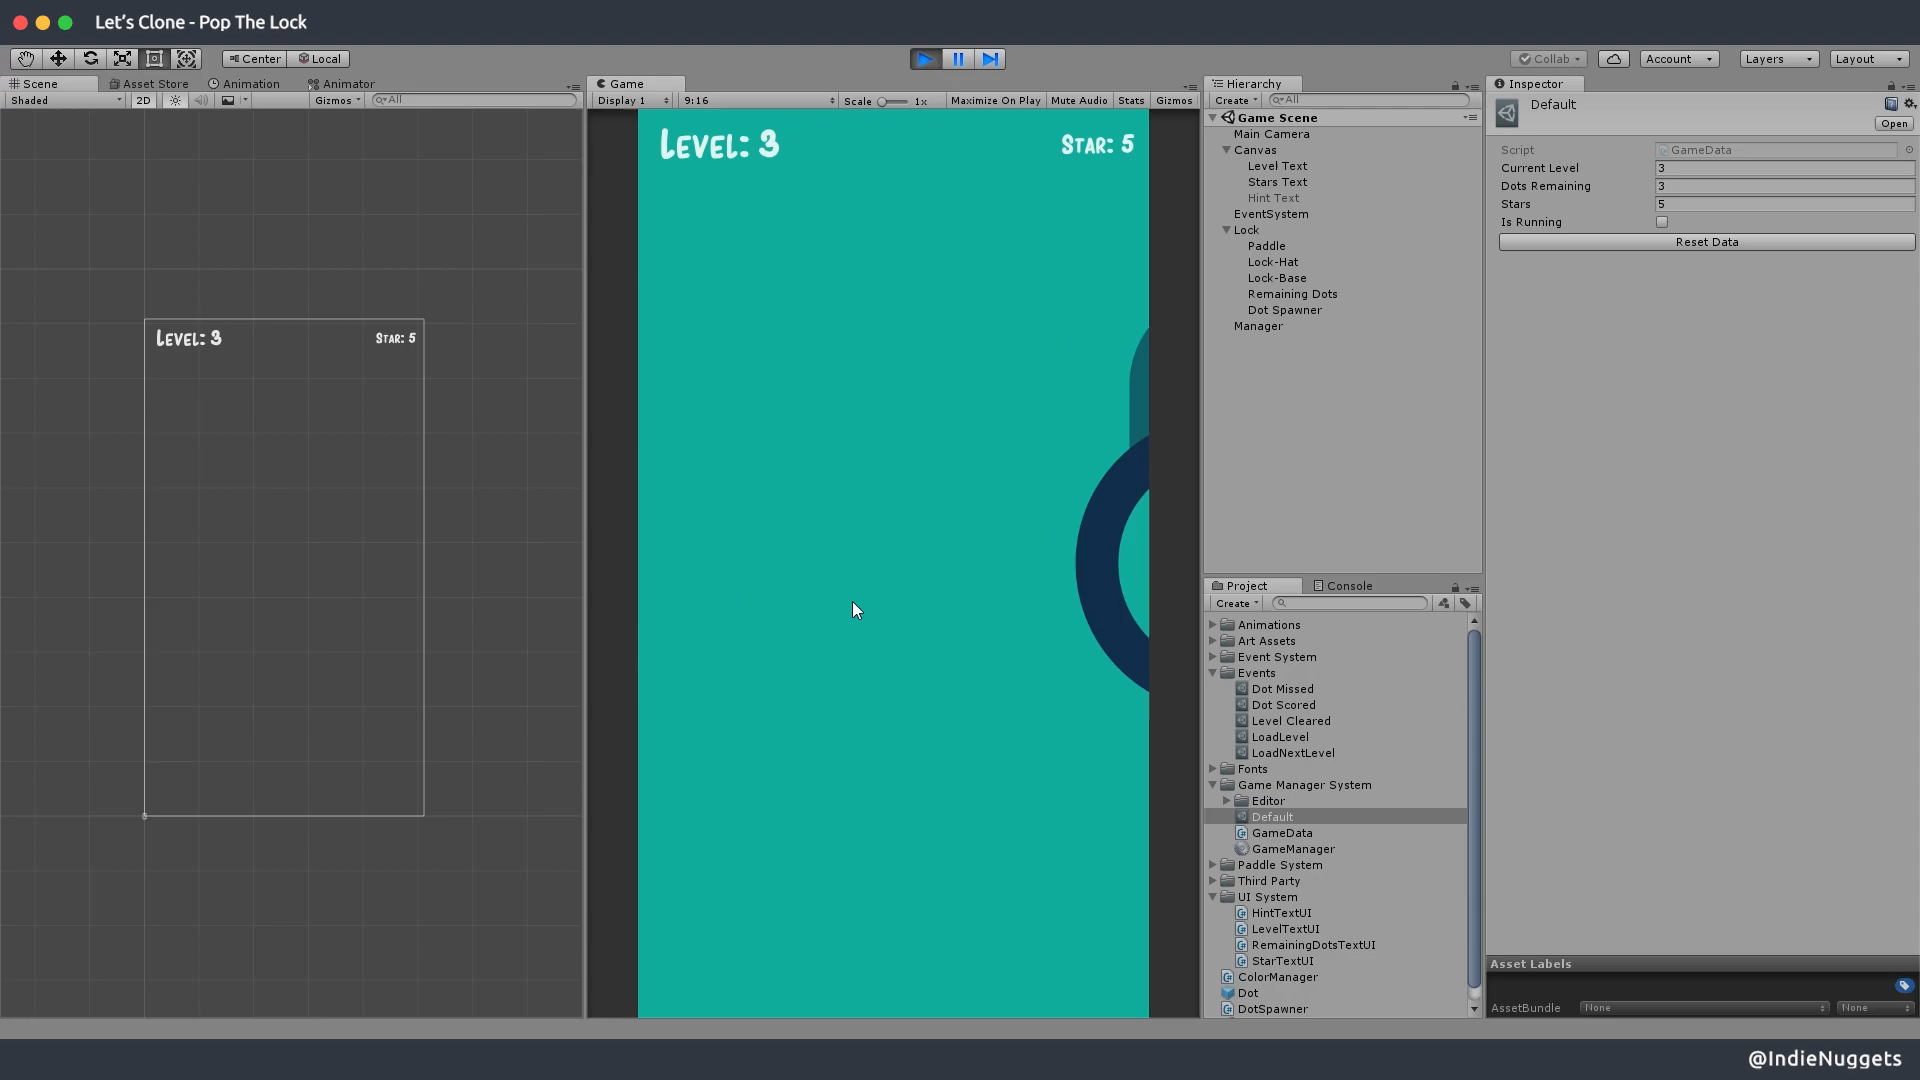 Let's Clone - Pop The Lock
Center
Local
Collab
Account
Layers
Layout
Scene
Asset Store
Animation
Animator
Shaded
2D
Gizmos
All
Level: 3
Star: 5
Game
Display 1
9:16
Scale
1x
Maximize On Play
Mute Audio
Stats
Gizmos
Level: 3
Star: 5
Hierarchy
Create
All
Game Scene
Main Camera
Canvas
Level Text
Stars Text
Hint Text
EventSystem
Lock
Paddle
Lock-Hat
Lock-Base
Remaining Dots
Dot Spawner
Manager
Project
Console
Create
Animations
Art Assets
Event System
Events
Dot Missed
Dot Scored
Level Cleared
LoadLevel
LoadNextLevel
Fonts
Game Manager System
Editor
Default
GameData
GameManager
Paddle System
Third Party
UI System
HintTextUI
LevelTextUI
RemainingDotsTextUI
StarTextUI
ColorManager
Dot
DotSpawner
Inspector
Default
Open
Script
GameData
Current Level
3
Dots Remaining
3
Stars
5
Is Running
Reset Data
Asset Labels
AssetBundle
None
None
@IndieNuggets